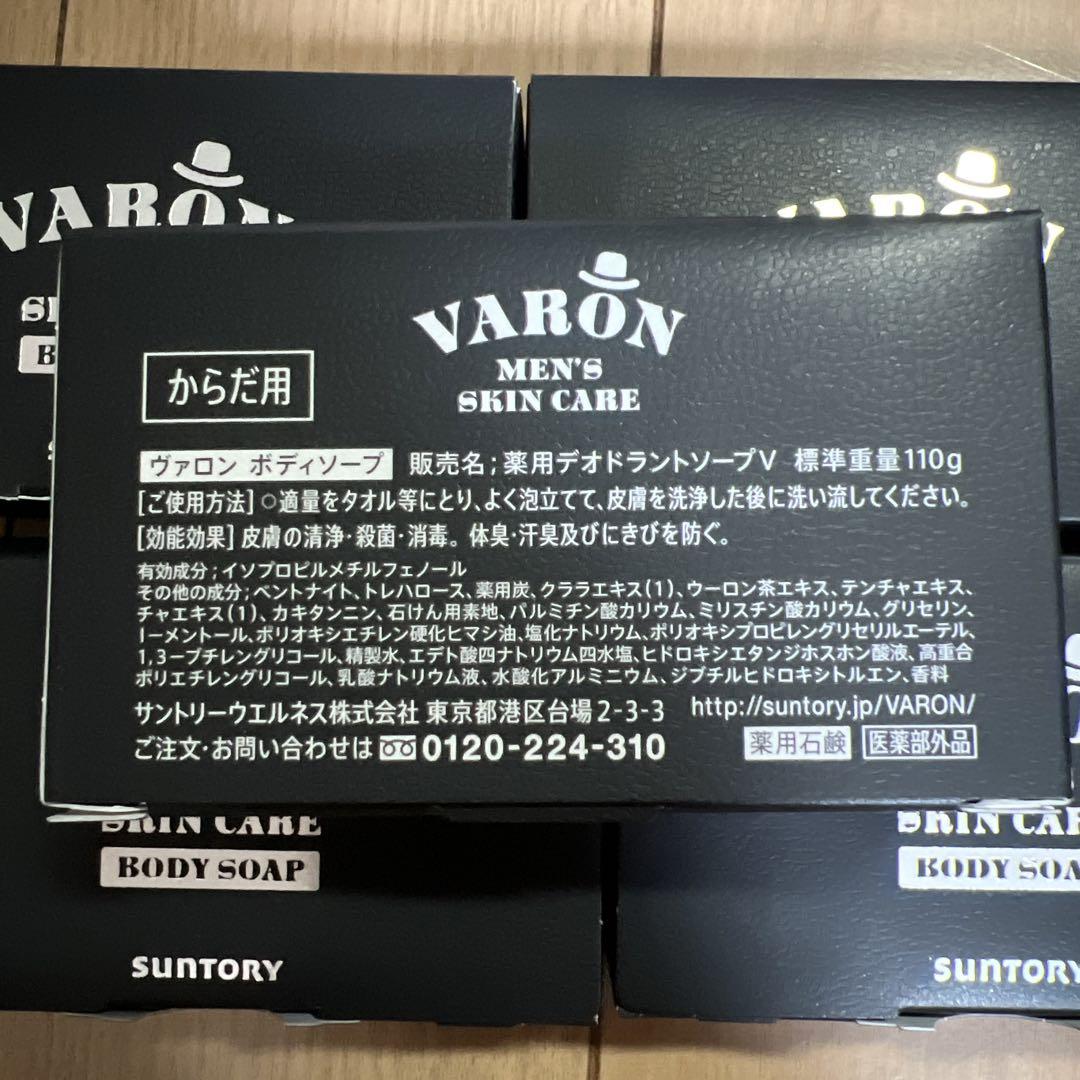 VARON
VARON
VARON
MEN'S
SKIN CARE
からだ用
ヴァロン ボディソープ 販売名;薬用デオドラントソープV 標準重量110g
[ご使用方法]○適量をタオル等にとり、よく泡立てて、皮膚を洗浄した後に洗い流してください。
[効能効果]皮膚の清浄・殺菌・消毒。体臭・汗臭及びにきびを防ぐ。
有効成分;イソプロピルメチルフェノール
その他の成分;ベントナイト、トレハロース、薬用炭、クララエキス(1)、ウーロン茶エキス、テンチャエキス、
チャエキス(1)、カキタンニン、石けん用素地、パルミチン酸カリウム、ミリスチン酸カリウム、グリセリン、
l-メントール、ポリオキシエチレン硬化ヒマシ油、塩化ナトリウム、ポリオキシプロピレングリセリルエーテル、
1,3-ブチレングリコール、精製水、エデト酸四ナトリウム四水塩、ヒドロキシエタンジホスホン酸液、高重合
ポリエチレングリコール、乳酸ナトリウム液、水酸化アルミニウム、ジブチルヒドロキシトルエン、香料
サントリーウエルネス株式会社 東京都港区台場2-3-3 http://suntory.jp/VARON/
ご注文・お問い合わせは 0120-224-310 薬用石鹸 医薬部外品
SKIN CARE
BODY SOAP
SUNTORY
SKIN CAR
BODY SOA
SUNTORY